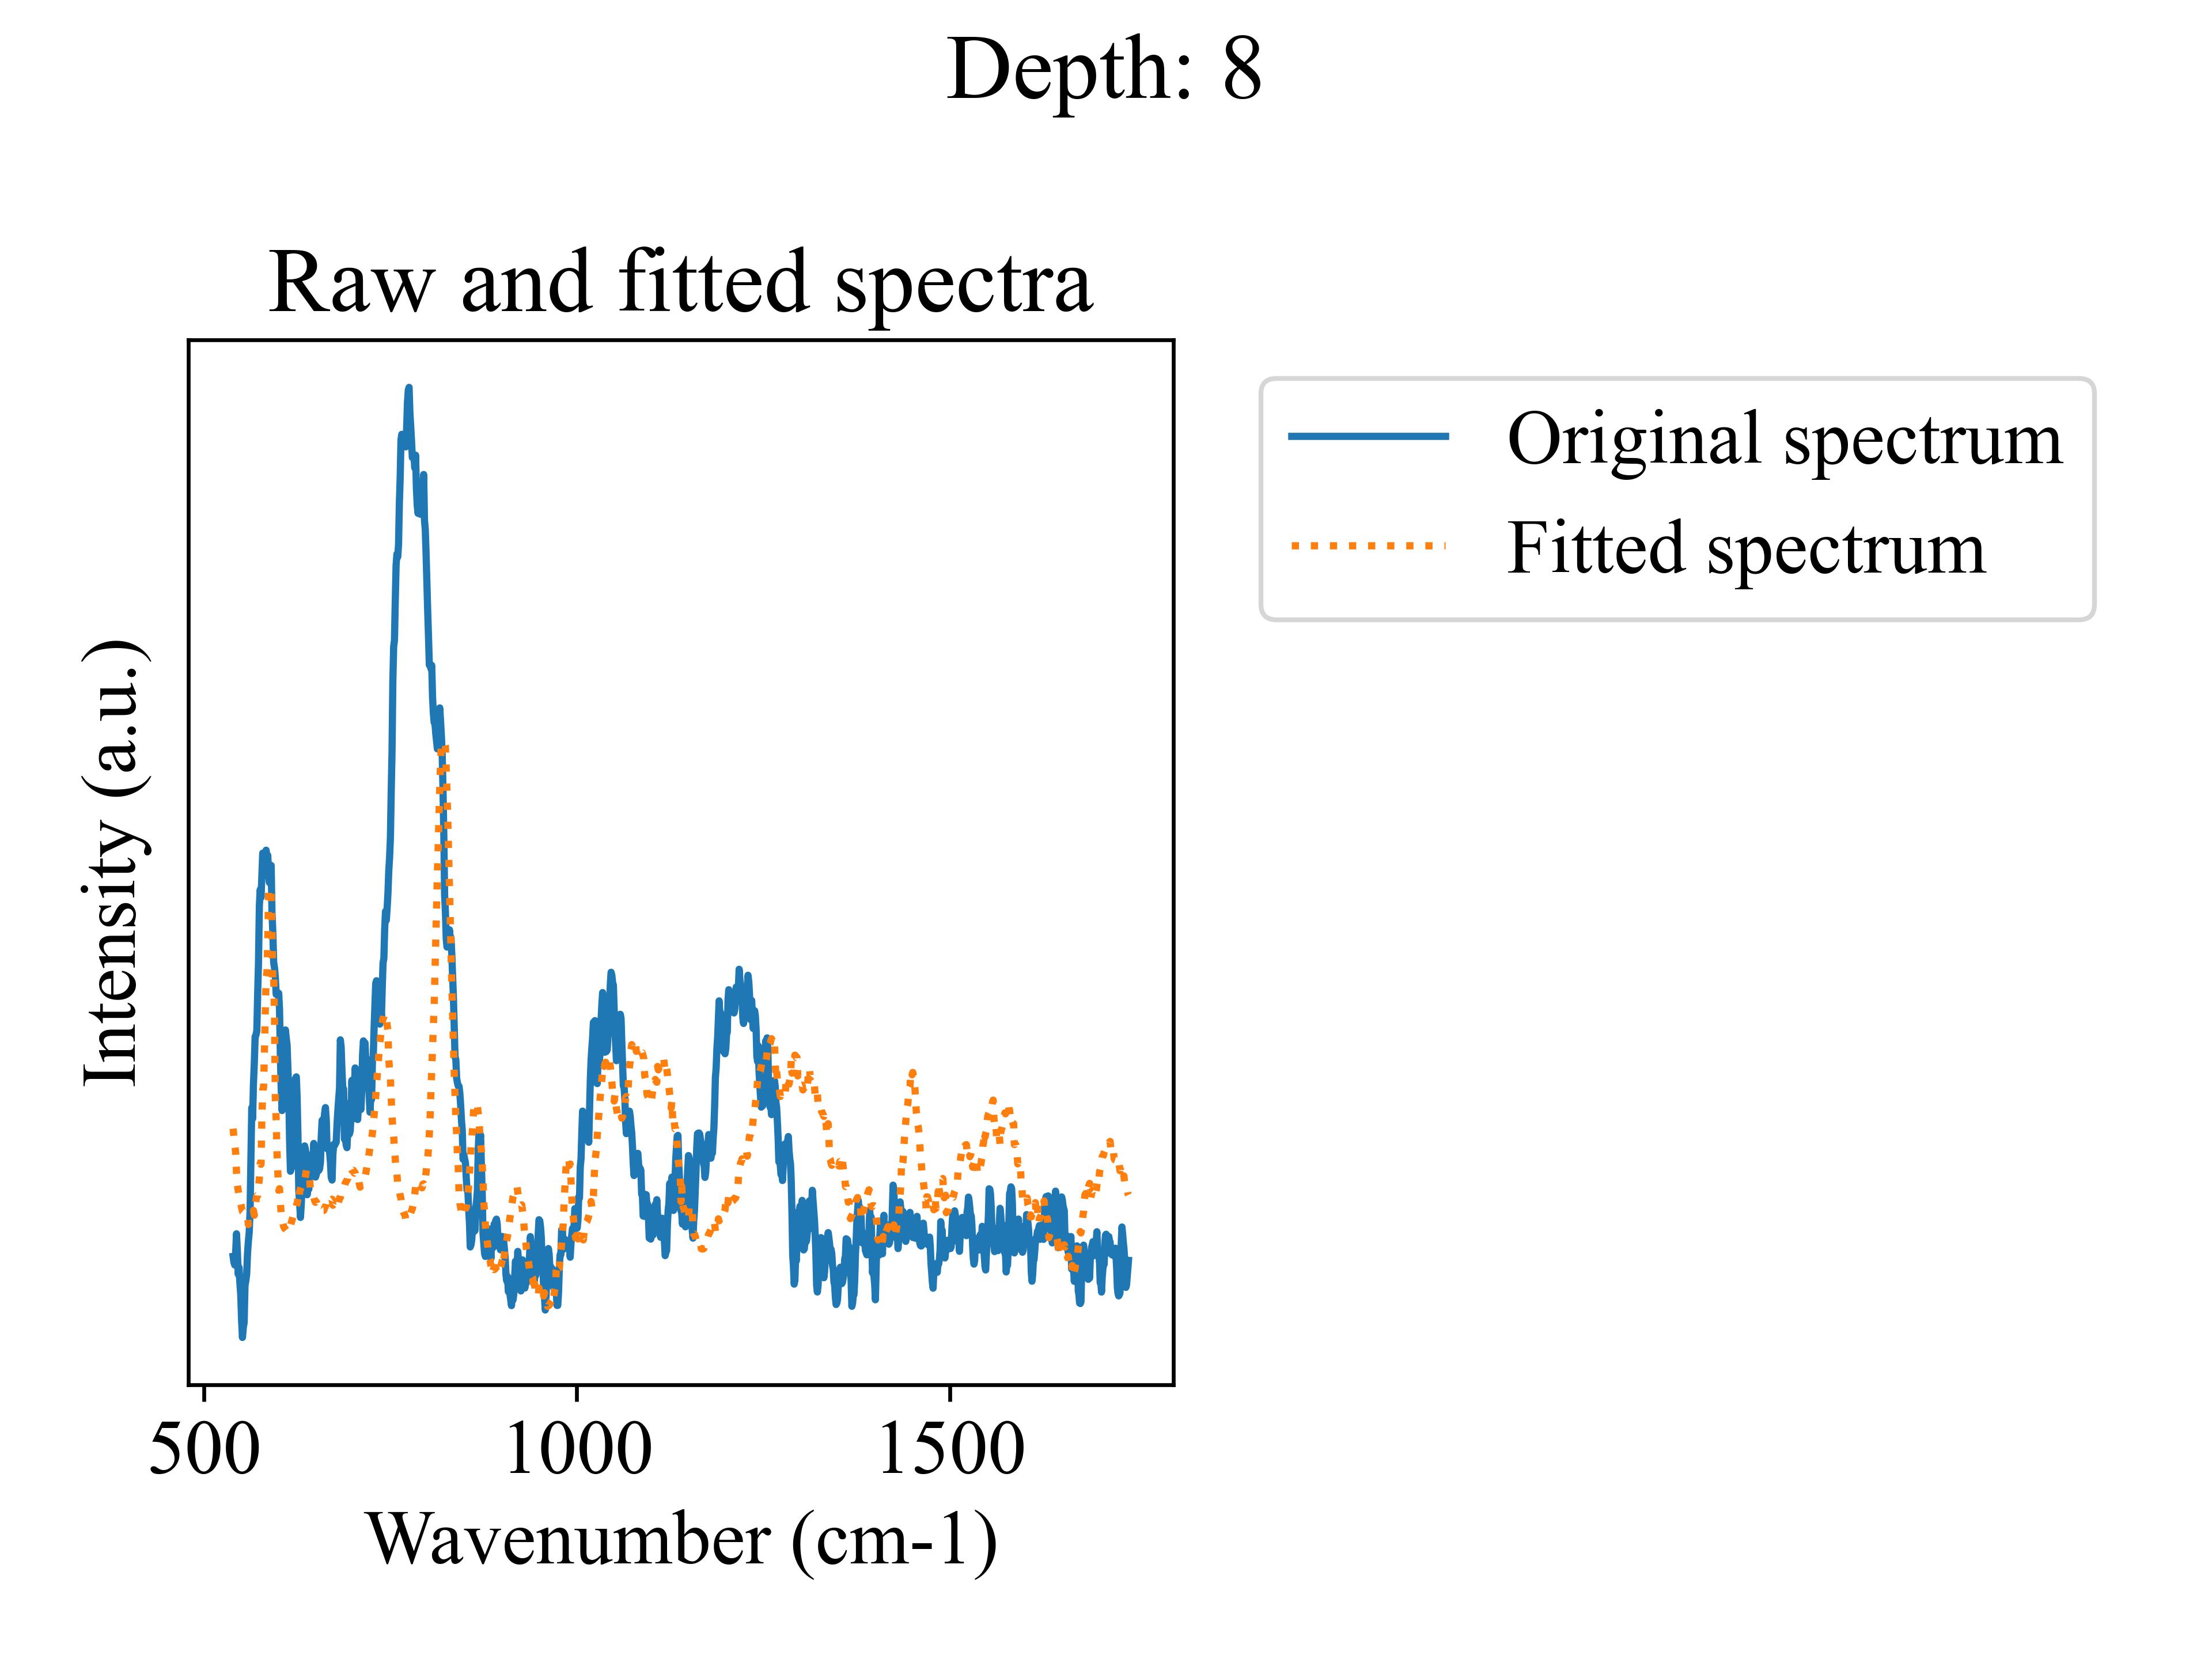 Depth: 8
Raw and fitted spectra
Original spectrum
Fitted spectrum
Intensity (a.u.)
500 1000 1500
Wavenumber (cm-1)